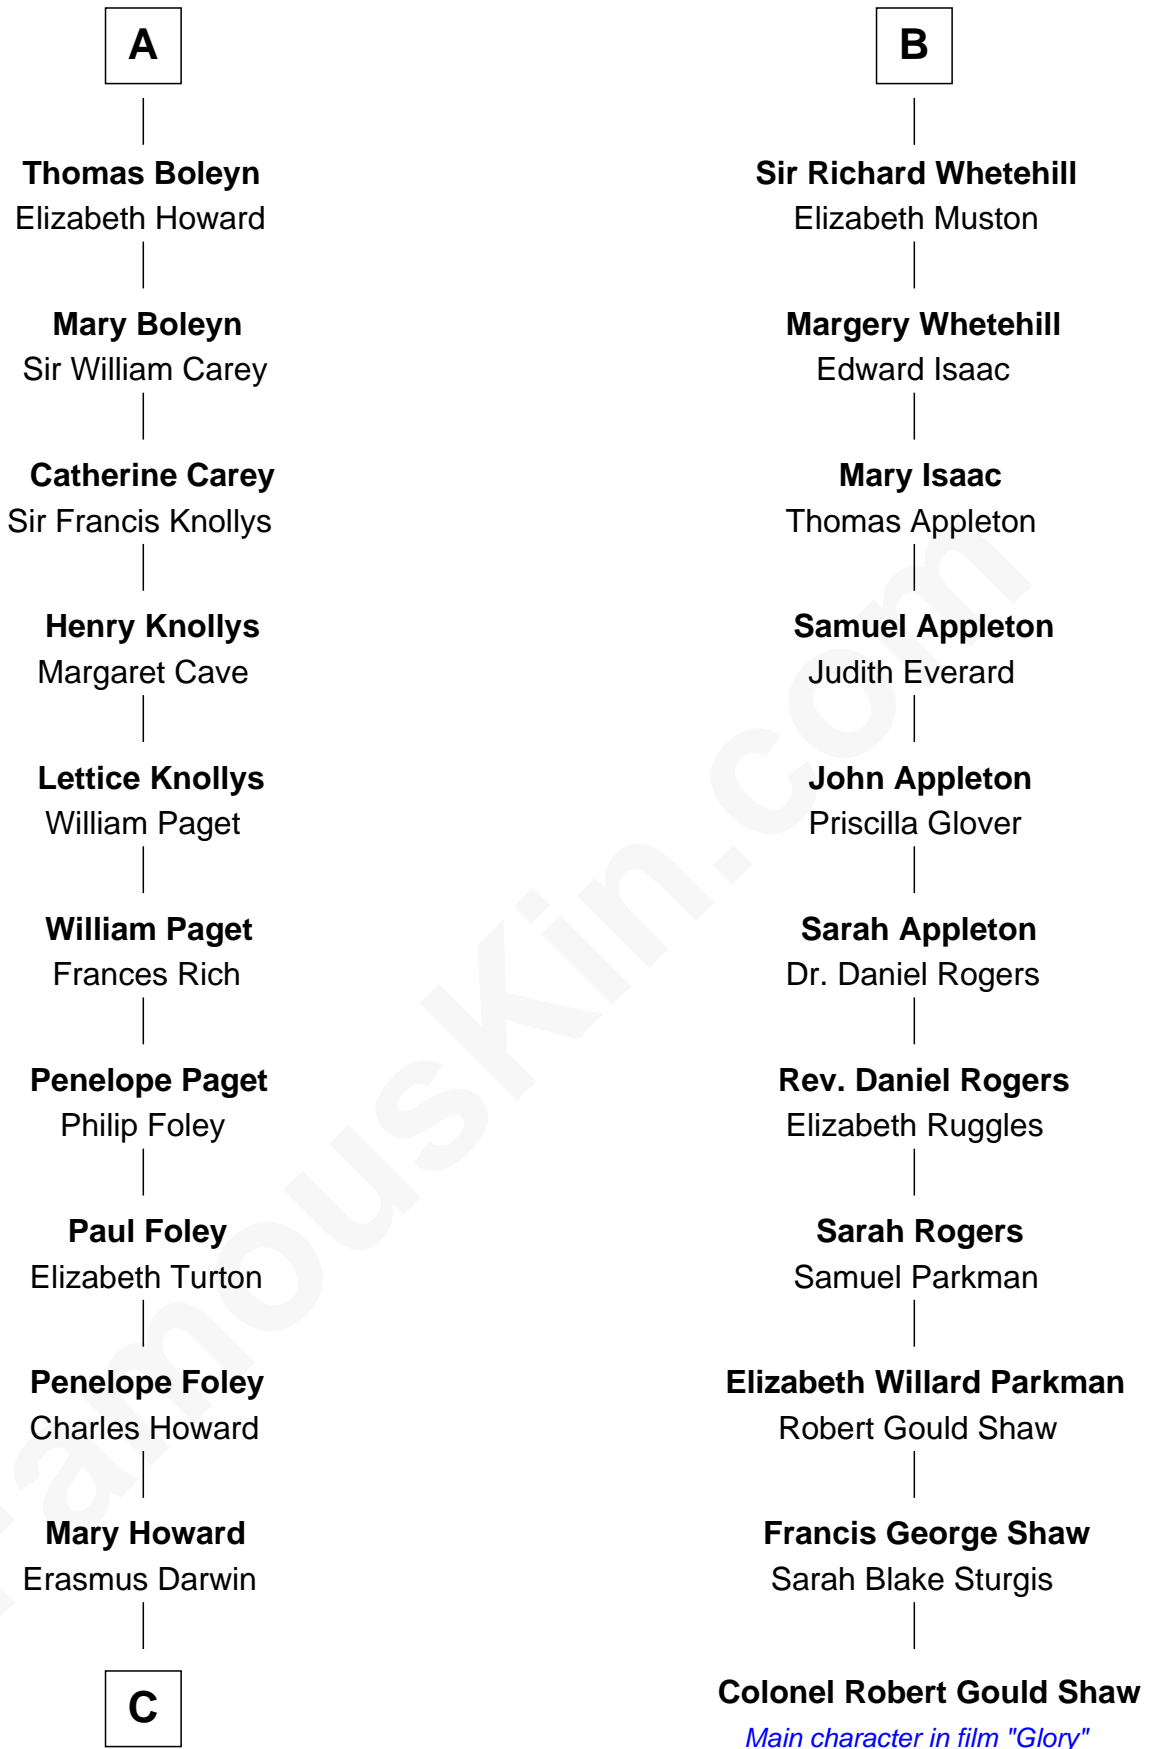 A
Thomas Boleyn
Elizabeth Howard
Mary Boleyn
Sir William Carey
Catherine Carey
Sir Francis Knollys
Henry Knollys
Margaret Cave
Lettice Knollys
William Paget
William Paget
Frances Rich
Penelope Paget
Philip Foley
Paul Foley
Elizabeth Turton
Penelope Foley
Charles Howard
Mary Howard
Erasmus Darwin
C
B
Sir Richard Whetehill
Elizabeth Muston
Margery Whetehill
Edward Isaac
Mary Isaac
Thomas Appleton
Samuel Appleton
Judith Everard
John Appleton
Priscilla Glover
Sarah Appleton
Dr. Daniel Rogers
Rev. Daniel Rogers
Elizabeth Ruggles
Sarah Rogers
Samuel Parkman
Elizabeth Willard Parkman
Robert Gould Shaw
Francis George Shaw
Sarah Blake Sturgis
Colonel Robert Gould Shaw
Main character in film "Glory"
FamousKin.com